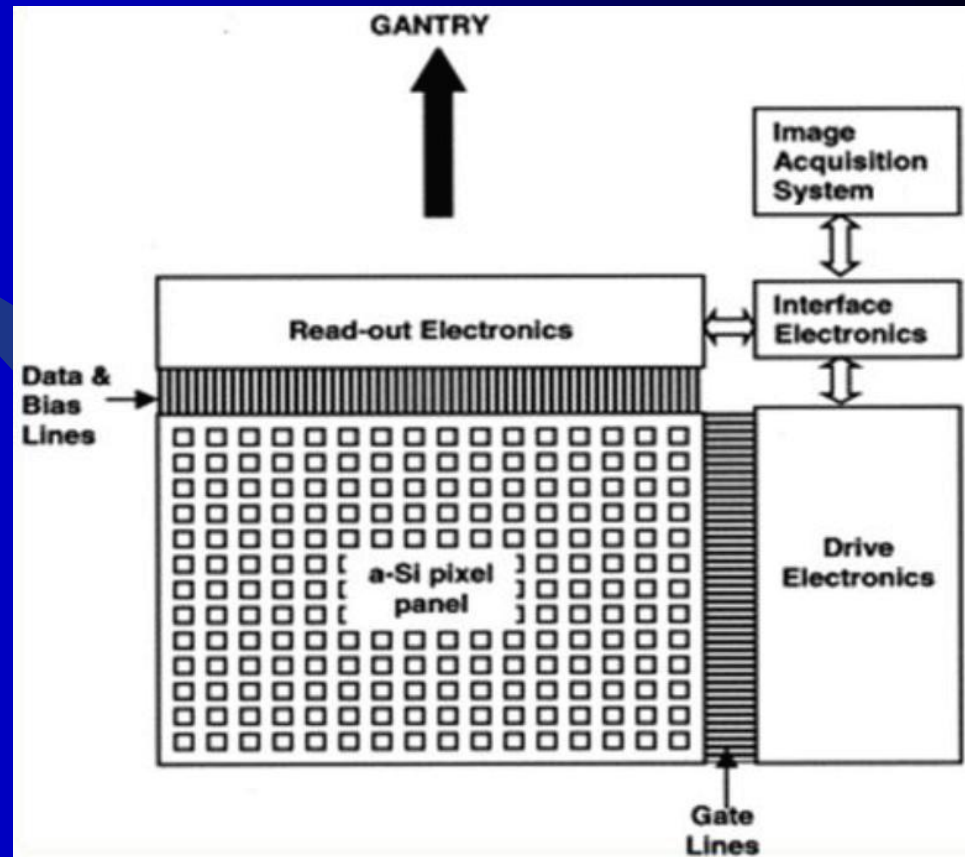 GANTRY
Image
Acquisition
System
Read-out Electronics
Interface
Electronics
Data &
Bias
Lines
a-Si pixel
panel
Drive
Electronics
Gate
Lines